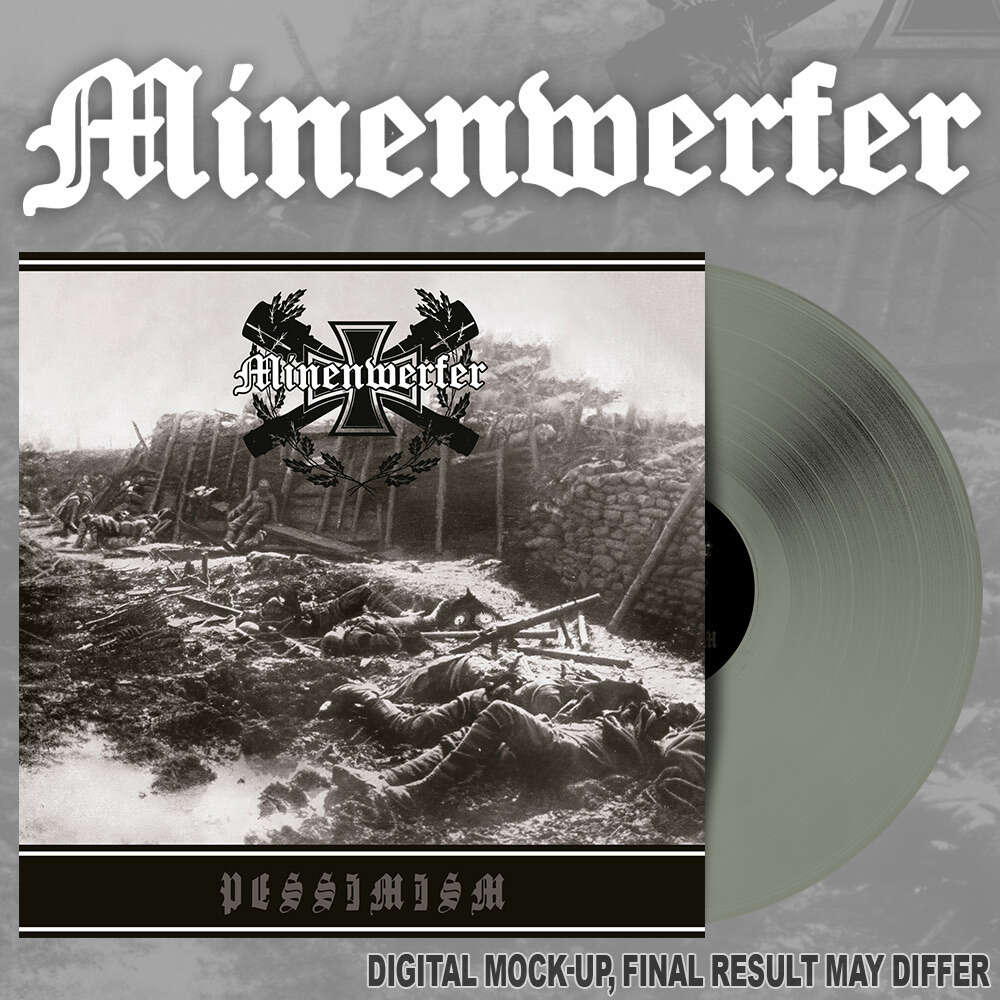 Minenwerfer
Minenwerfer
PESSIMISM
DIGITAL MOCK-UP, FINAL RESULT MAY DIFFER